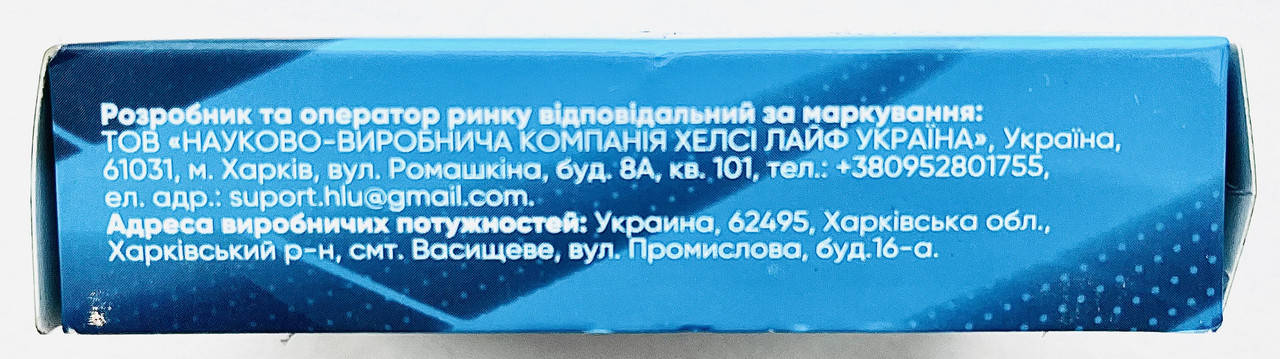 Розробник та оператор ринку відповідальний за маркування:
ТОВ «НАУКОВО-ВИРОБНИЧА КОМПАНІЯ ХЕЛСІ ЛАЙФ УКРАЇНА», Україна,
61031, м. Харків, вул. Ромашкіна, буд. 8А, кв. 101, тел.: +380952801755,
ел. адр.: suport.hlu@gmail.com.
Адреса виробничих потужностей: Украина, 62495, Харківська обл.,
Харківський р-н, смт. Васищеве, вул. Промислова, буд.16-а.